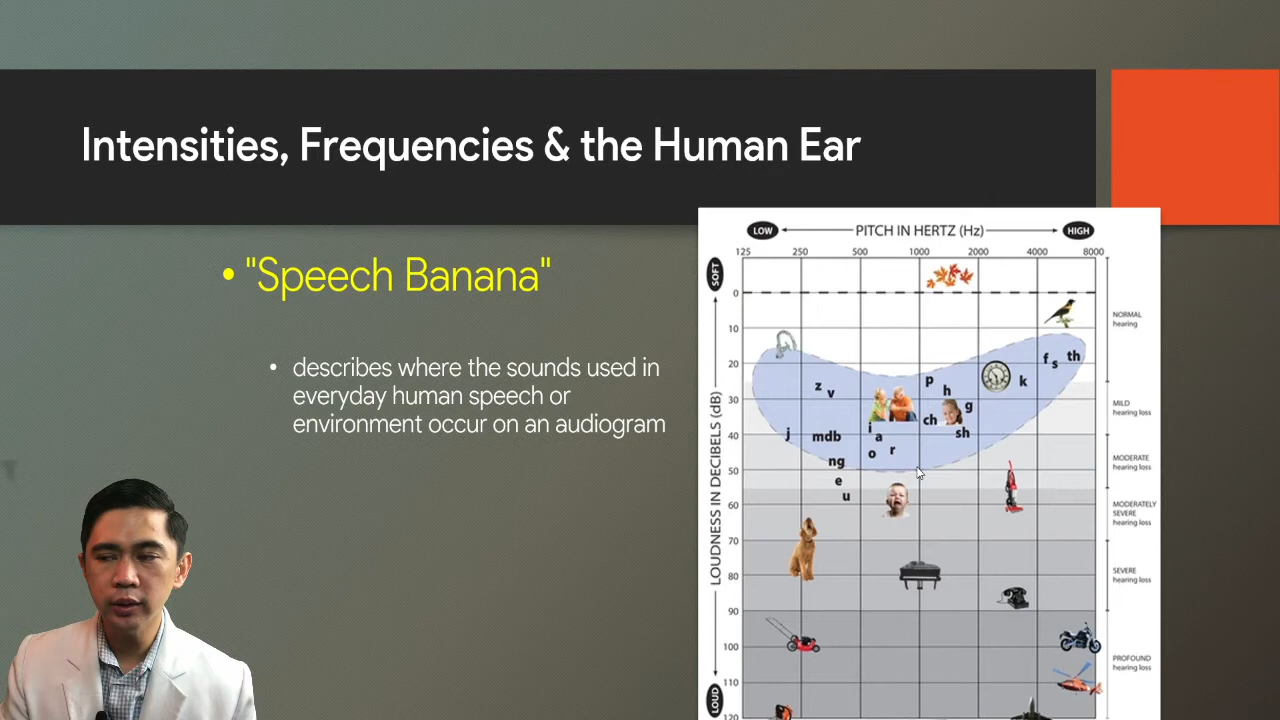 Intensities, Frequencies & the Human Ear
• "Speech Banana"
• describes where the sounds used in
everyday human speech or
environment occur on an audiogram
LOW PITCH IN HERTZ (Hz) HIGH
125 250 500 1000 2000 4000 8000
SOFT
LOUDNESS IN DECIBELS (dB)
LOUD
0
10
20
30
40
50
60
70
80
90
100
110
120
NORMAL
hearing
MILD
hearing loss
MODERATE
hearing loss
MODERATELY
SEVERE
hearing loss
SEVERE
hearing loss
PROFOUND
hearing loss
f s th
z v p h k
g
j mdb i a ch sh
ng o r
e
u